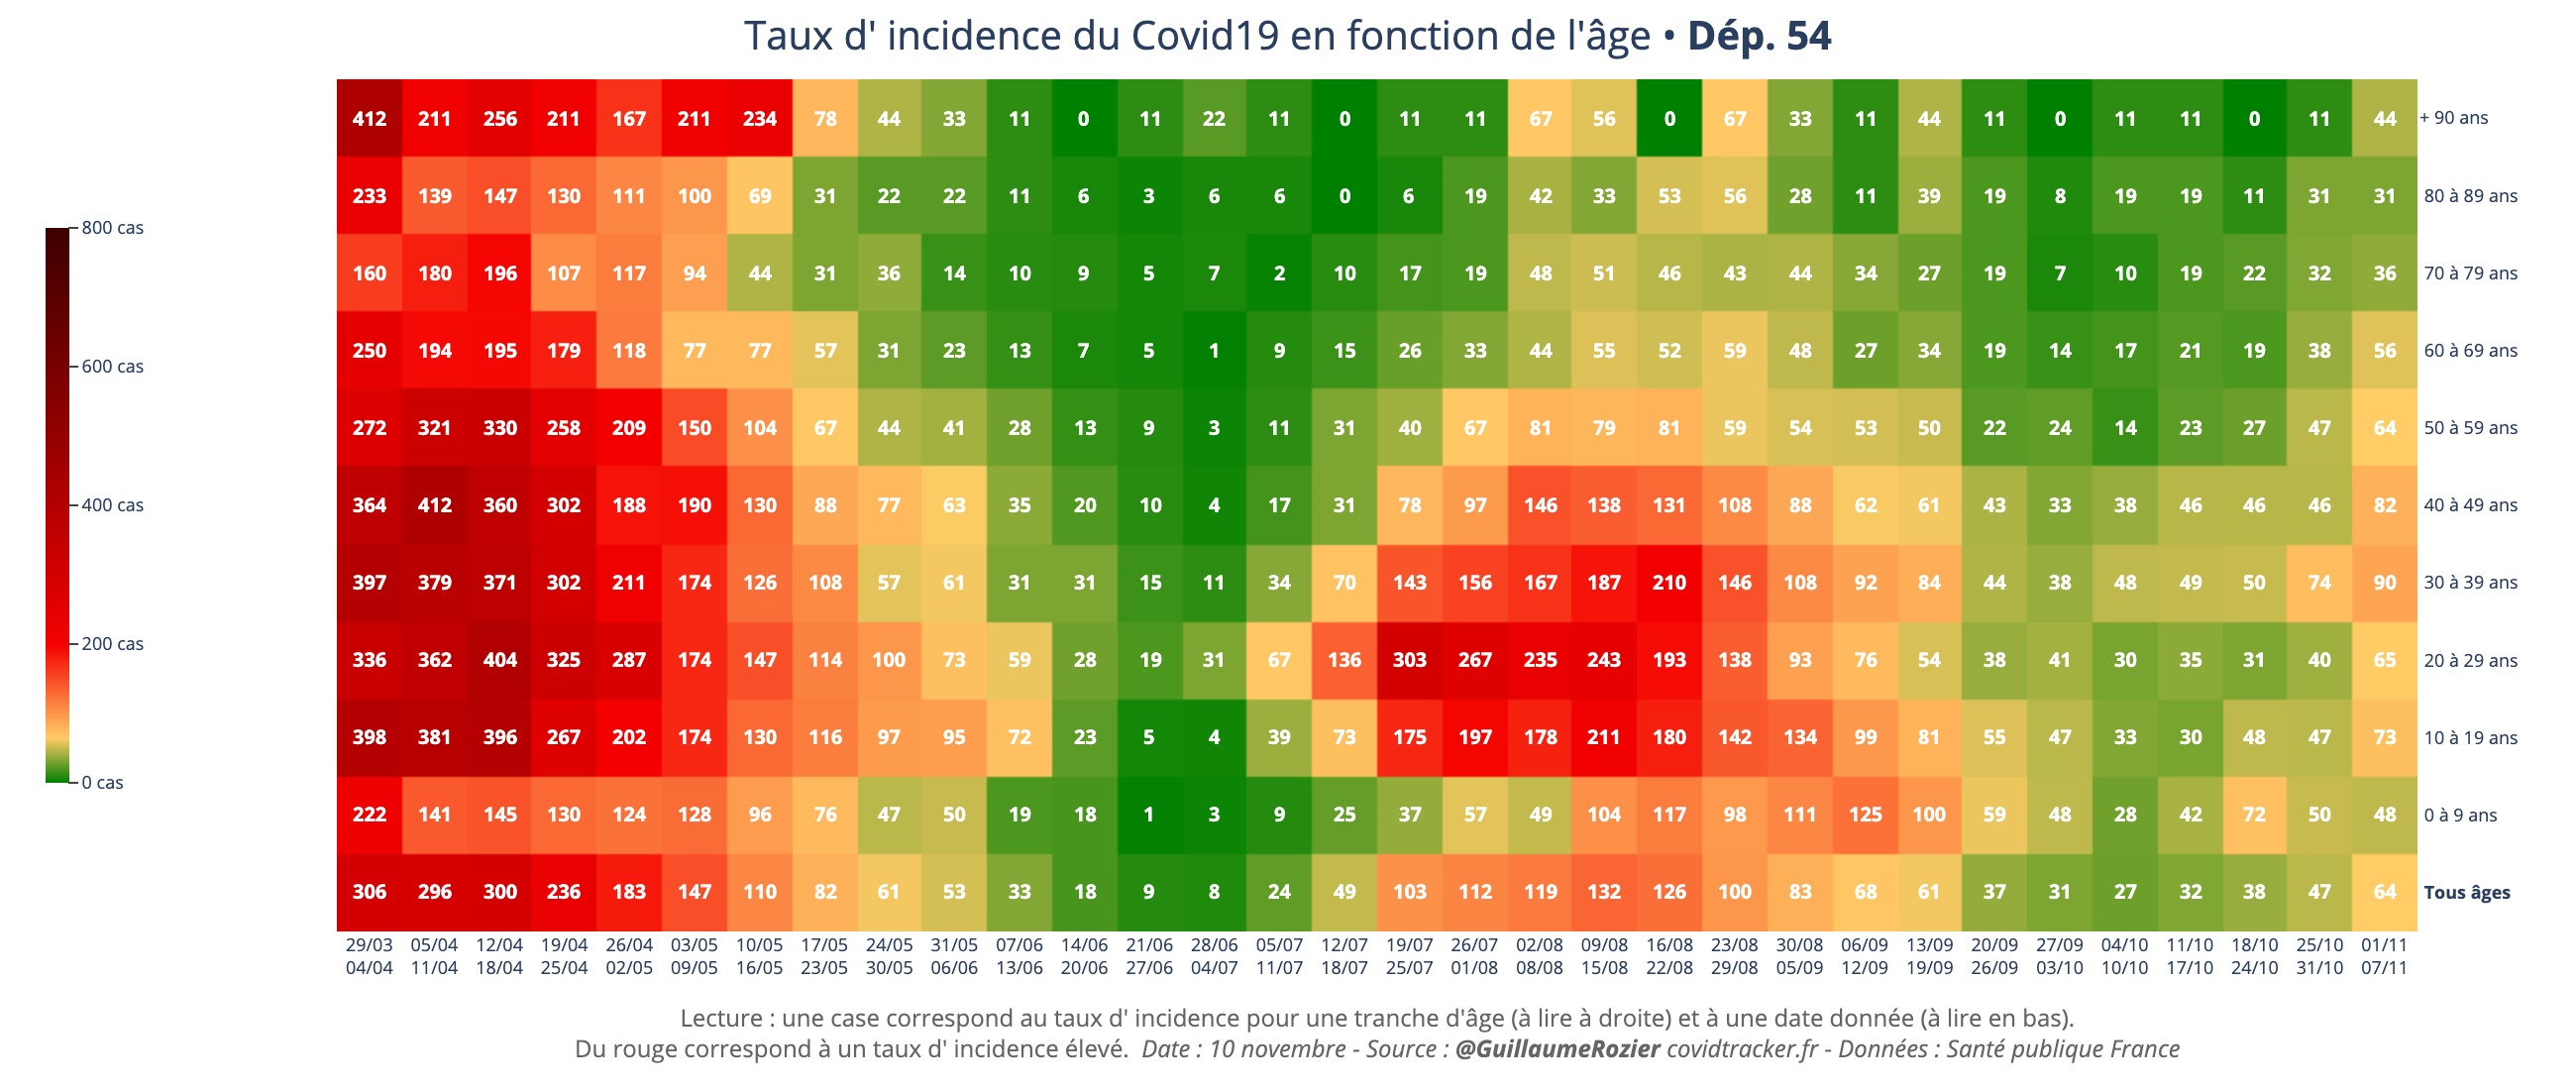 Taux d' incidence du Covid19 en fonction de l'âge • Dép. 54
412 211 256 211 167 211 234 78 44 33 11 0 11 22 11 0 11 11 67 56 0 67 33 11 44 11 0 11 11 0 11 44 + 90 ans
233 139 147 130 111 100 69 31 22 22 11 6 3 6 6 0 6 19 42 33 53 56 28 11 39 19 8 19 19 11 31 31 80 à 89 ans
800 cas
160 180 196 107 117 94 44 31 36 14 10 9 5 7 2 10 17 19 48 51 46 43 44 34 27 19 7 10 19 22 32 36 70 à 79 ans
250 194 195 179 118 77 77 57 31 23 13 7 5 1 9 15 26 33 44 55 52 59 48 27 34 19 14 17 21 19 38 56 60 à 69 ans
600 cas
272 321 330 258 209 150 104 67 44 41 28 13 9 3 11 31 40 67 81 79 81 59 54 53 50 22 24 14 23 27 47 64 50 à 59 ans
400 cas
364 412 360 302 188 190 130 88 77 63 35 20 10 4 17 31 78 97 146 138 131 108 88 62 61 43 33 38 46 46 46 82 40 à 49 ans
397 379 371 302 211 174 126 108 57 61 31 31 15 11 34 70 143 156 167 187 210 146 108 92 84 44 38 48 49 50 74 90 30 à 39 ans
200 cas
336 362 404 325 287 174 147 114 100 73 59 28 19 31 67 136 303 267 235 243 193 138 93 76 54 38 41 30 35 31 40 65 20 à 29 ans
398 381 396 267 202 174 130 116 97 95 72 23 5 4 39 73 175 197 178 211 180 142 134 99 81 55 47 33 30 48 47 73 10 à 19 ans
0 cas
222 141 145 130 124 128 96 76 47 50 19 18 1 3 9 25 37 57 49 104 117 98 111 125 100 59 48 28 42 72 50 48 0 à 9 ans
306 296 300 236 183 147 110 82 61 53 33 18 9 8 24 49 103 112 119 132 126 100 83 68 61 37 31 27 32 38 47 64 Tous âges
29/03 05/04 12/04 19/04 26/04 03/05 10/05 17/05 24/05 31/05 07/06 14/06 21/06 28/06 05/07 12/07 19/07 26/07 02/08 09/08 16/08 23/08 30/08 06/09 13/09 20/09 27/09 04/10 11/10 18/10 25/10 01/11
04/04 11/04 18/04 25/04 02/05 09/05 16/05 23/05 30/05 06/06 13/06 20/06 27/06 04/07 11/07 18/07 25/07 01/08 08/08 15/08 22/08 29/08 05/09 12/09 19/09 26/09 03/10 10/10 17/10 24/10 31/10 07/11
Lecture : une case correspond au taux d' incidence pour une tranche d'âge (à lire à droite) et à une date donnée (à lire en bas).
Du rouge correspond à un taux d' incidence élevé. Date : 10 novembre - Source : @GuillaumeRozier covidtracker.fr - Données : Santé publique France